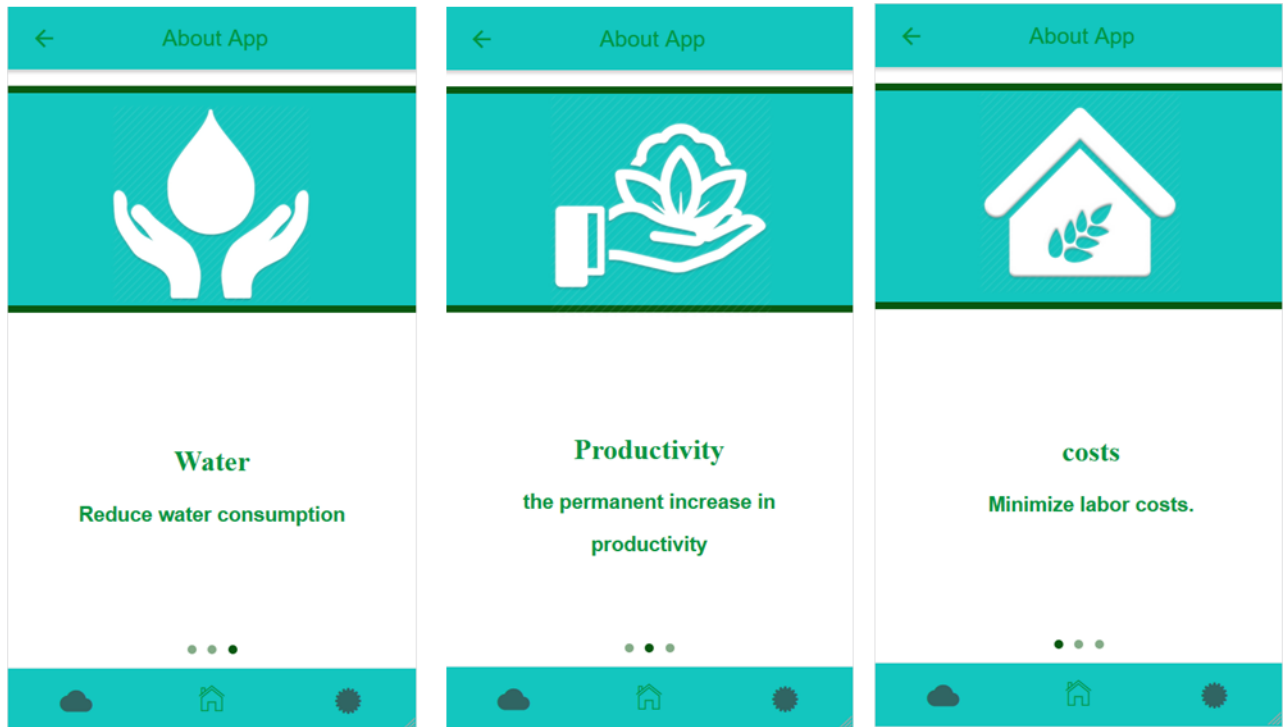 About App
Water
Reduce water consumption
About App
Productivity
the permanent increase in
productivity
About App
costs
Minimize labor costs.